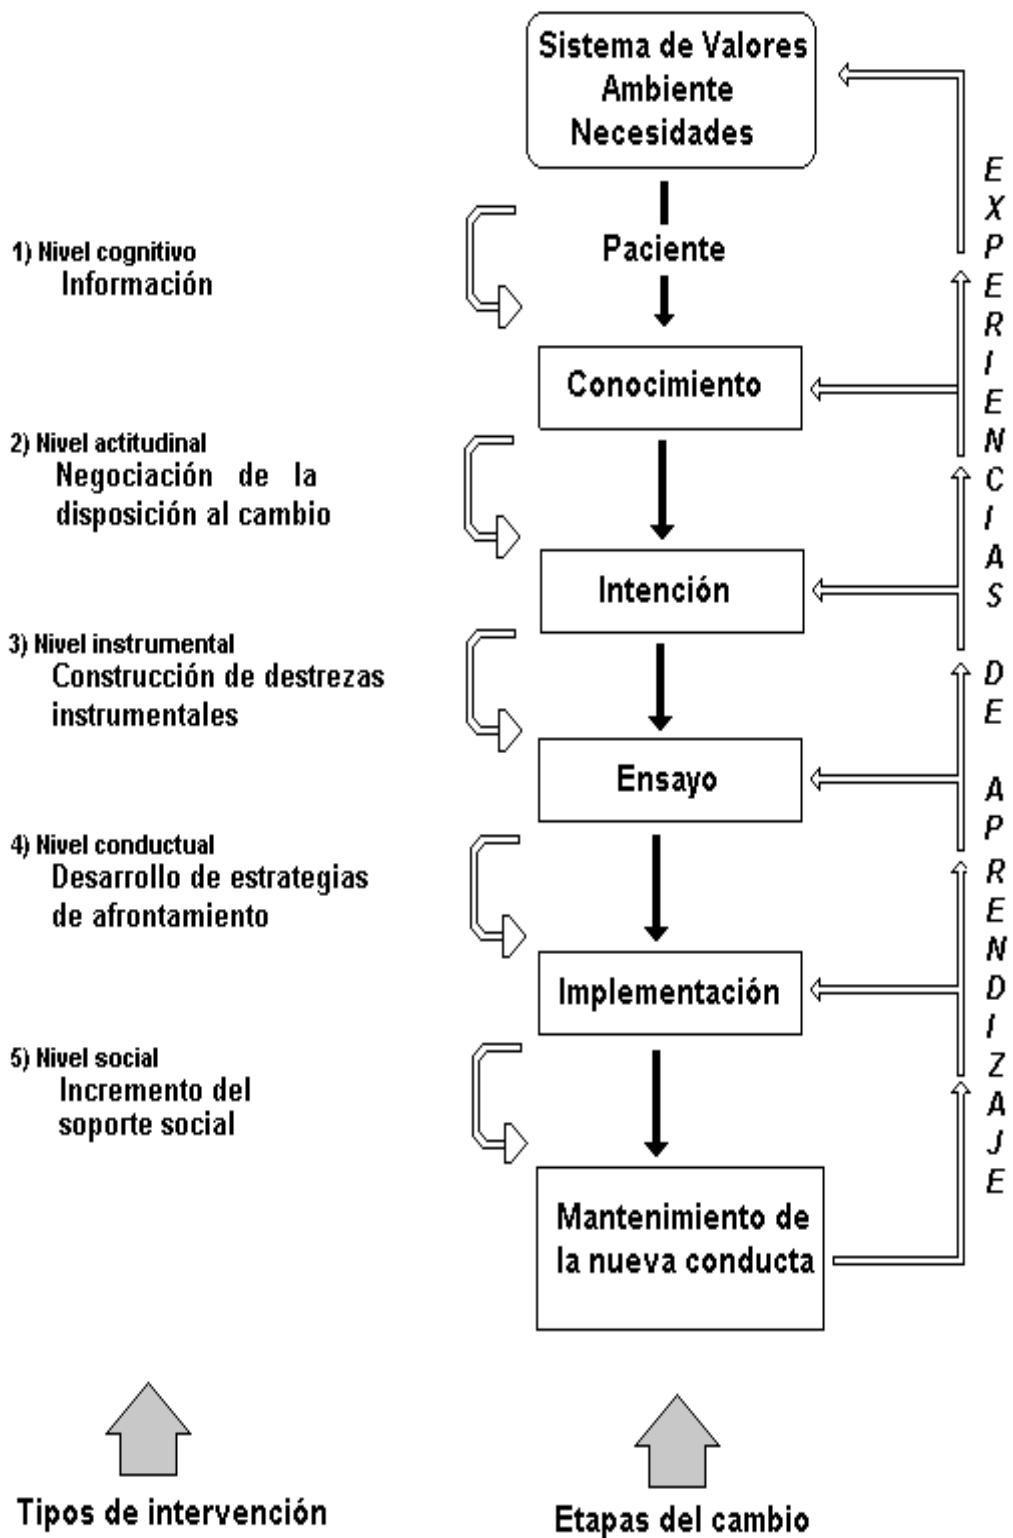 Sistema de Valores
Ambiente
Necesidades
Paciente
1) Nivel cognitivo
Información
Conocimiento
2) Nivel actitudinal
Negociación de la
disposición al cambio
Intención
3) Nivel instrumental
Construcción de destrezas
instrumentales
Ensayo
4) Nivel conductual
Desarrollo de estrategias
de afrontamiento
Implementación
5) Nivel social
Incremento del
soporte social
Mantenimiento de
la nueva conducta
EXPERIENCIAS DE APRENDIZAJE
Tipos de intervención
Etapas del cambio